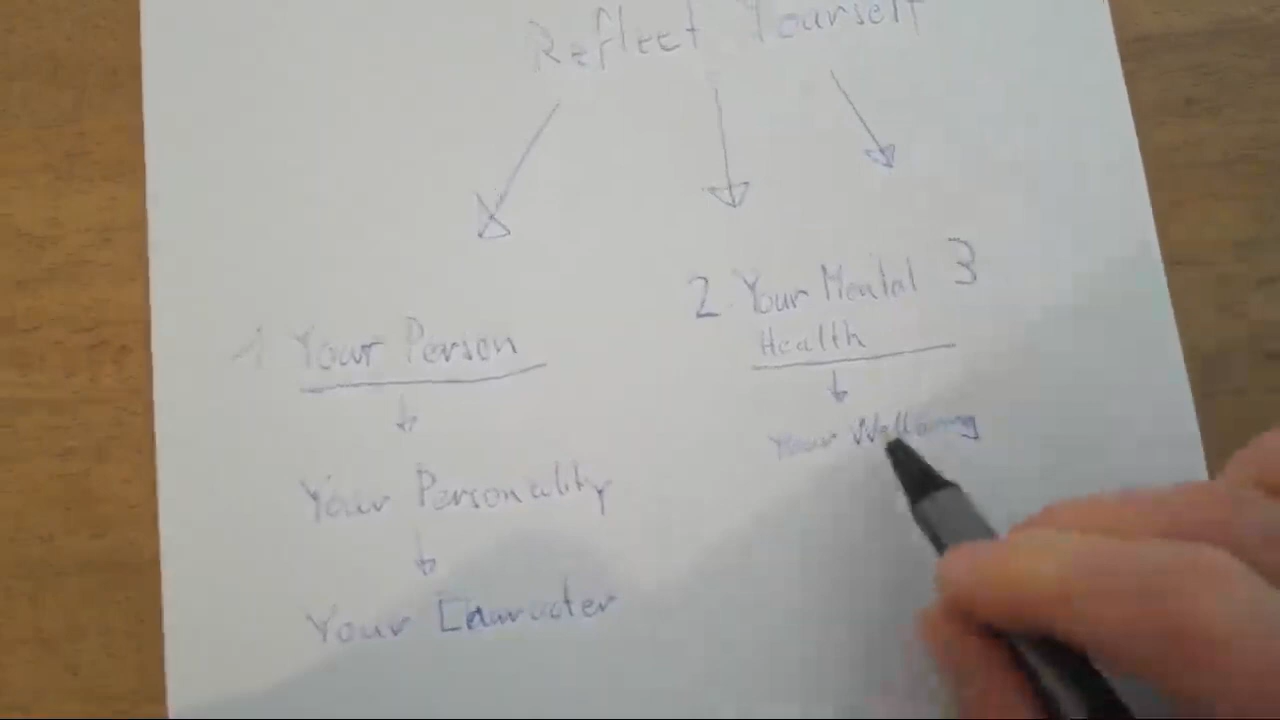 Reflect Yourself
1 Your Person
2. Your Mental
Health
3
Your Personality
Your Character
Your Wellbeing